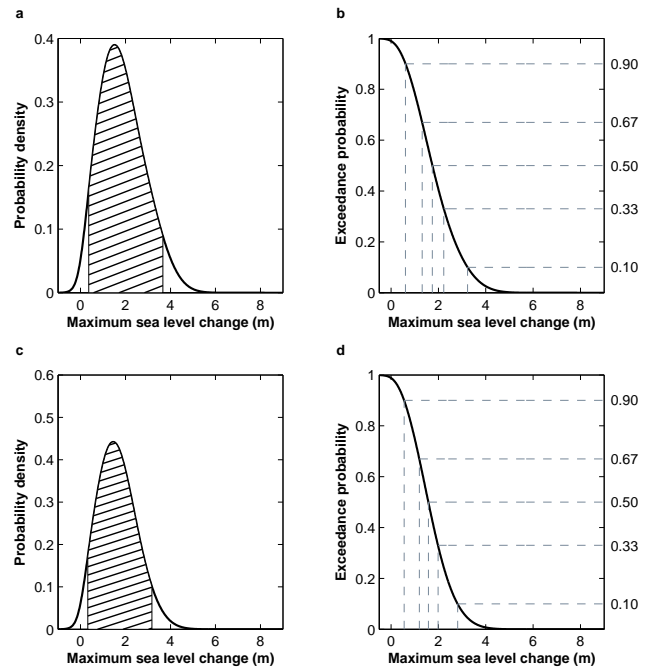 a
0.4
0.3
0.2
0.1
0
Probability density
0 2 4 6 8
Maximum sea level change (m)
b
1
0.8
0.6
0.4
0.2
0
Exceedance probability
0.90
0.67
0.50
0.33
0.10
0 2 4 6 8
Maximum sea level change (m)
c
0.6
0.5
0.4
0.3
0.2
0.1
0
Probability density
0 2 4 6 8
Maximum sea level change (m)
d
1
0.8
0.6
0.4
0.2
0
Exceedance probability
0.90
0.67
0.50
0.33
0.10
0 2 4 6 8
Maximum sea level change (m)